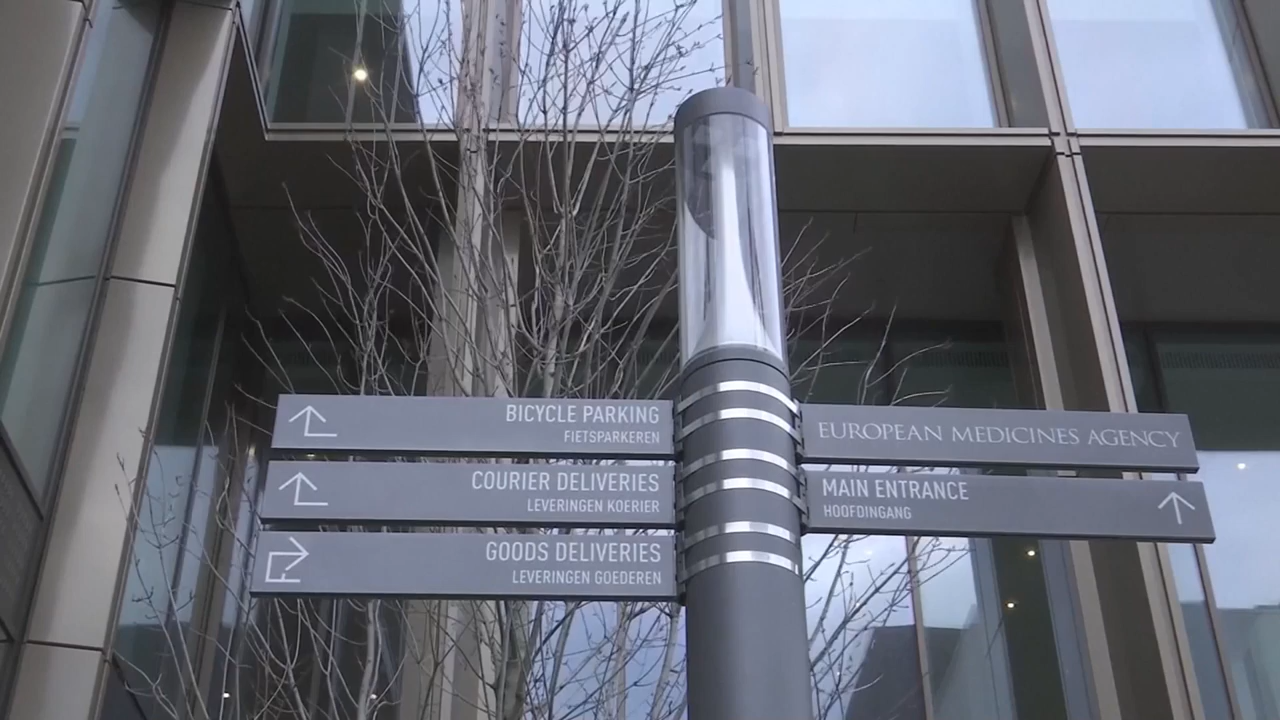 BICYCLE PARKING
FIETSPARKEREN
COURIER DELIVERIES
LEVERINGEN KOERIER
GOODS DELIVERIES
LEVERINGEN GOEDEREN
EUROPEAN MEDICINES AGENCY
MAIN ENTRANCE
HOOFDINGANG